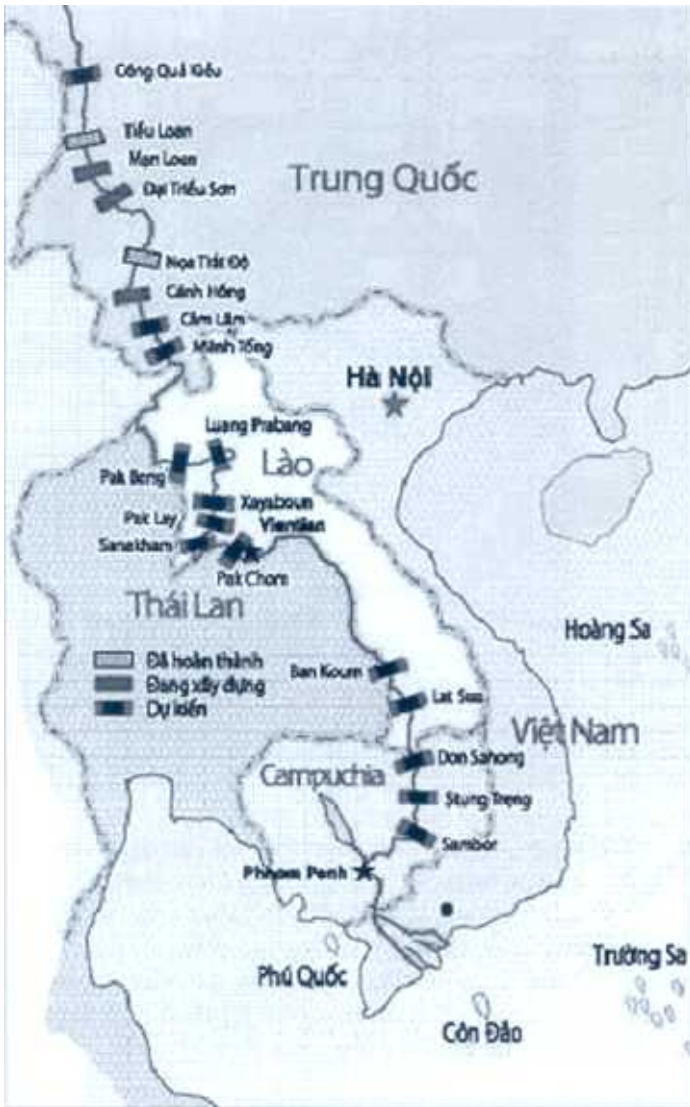 Công Quả Kiều
Tiểu Loan
Mạn Loan
Đại Triều Sơn
Trung Quốc
Nọa Trát Độ
Cảnh Hồng
Cảm Lãm
Mãnh Tống
Hà Nội
Luang Prabang
Lào
Pak Beng
Xayaboun
Pak Lay
Vientian
Sanakham
Pak Chom
Thái Lan
Hoàng Sa
Đã hoàn thành
Đang xây dựng
Dự kiến
Ban Koum
Lat Sua
Việt Nam
Don Sahong
Campuchia
Stung Treng
Sambor
Phnom Penh
Phú Quốc
Trường Sa
Côn Đảo